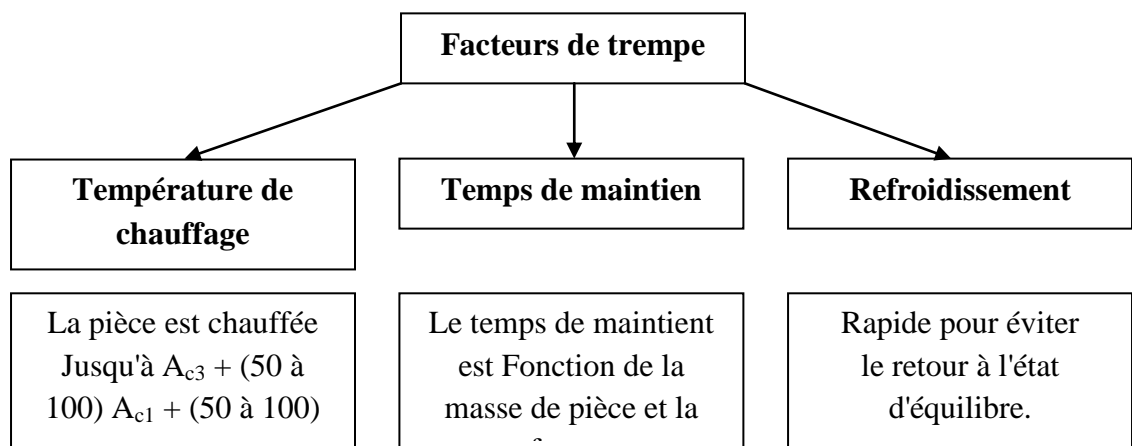 Facteurs de trempe
Température de
chauffage
Temps de maintien
Refroidissement
La pièce est chauffée
Jusqu'à A_c3 + (50 à
100) A_c1 + (50 à 100)
Le temps de maintient
est Fonction de la
masse de pièce et la
Rapide pour éviter
le retour à l'état
d'équilibre.